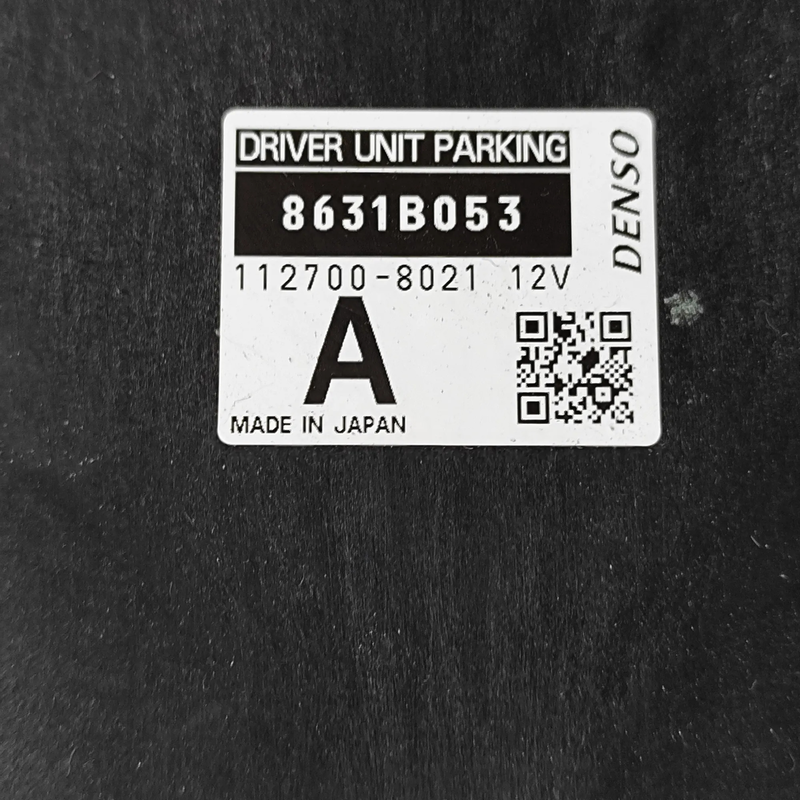 DRIVER UNIT PARKING
8631B053
112700-8021 12V
A
MADE IN JAPAN
DENSO